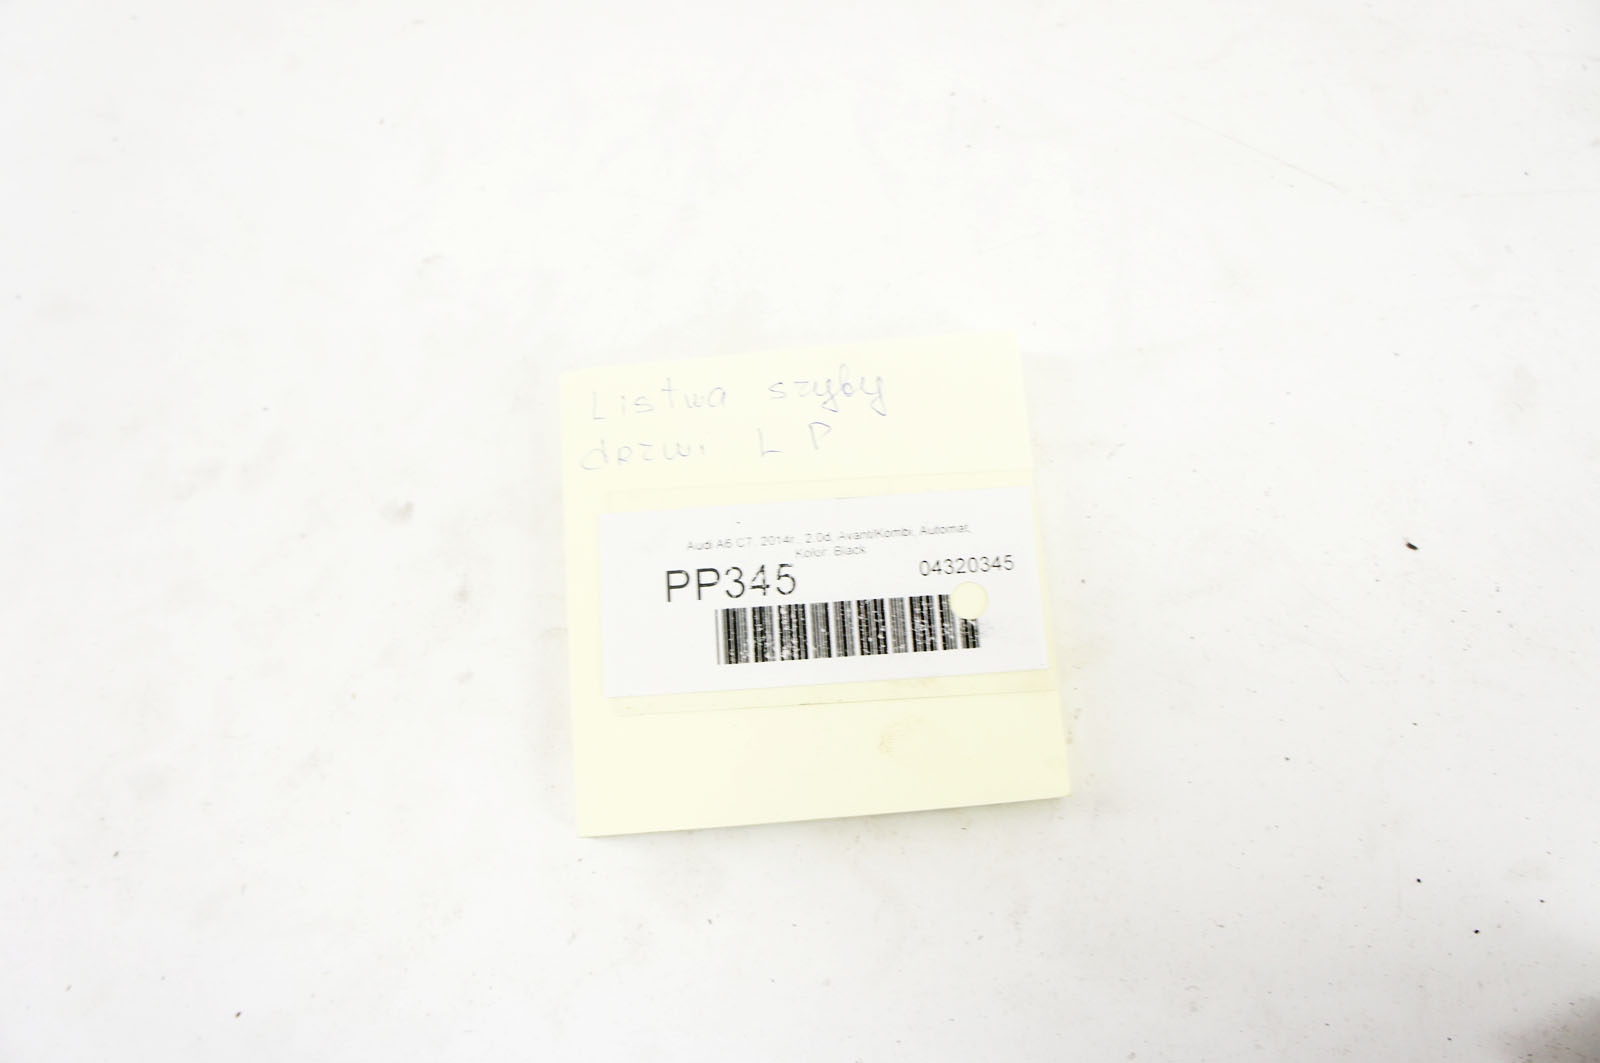 Listwa szyby
drzwi L P
Audi A6 C7, 2014r., 2.0d, Avant/Kombi, Automat,
Kolor: Black
PP345
04320345